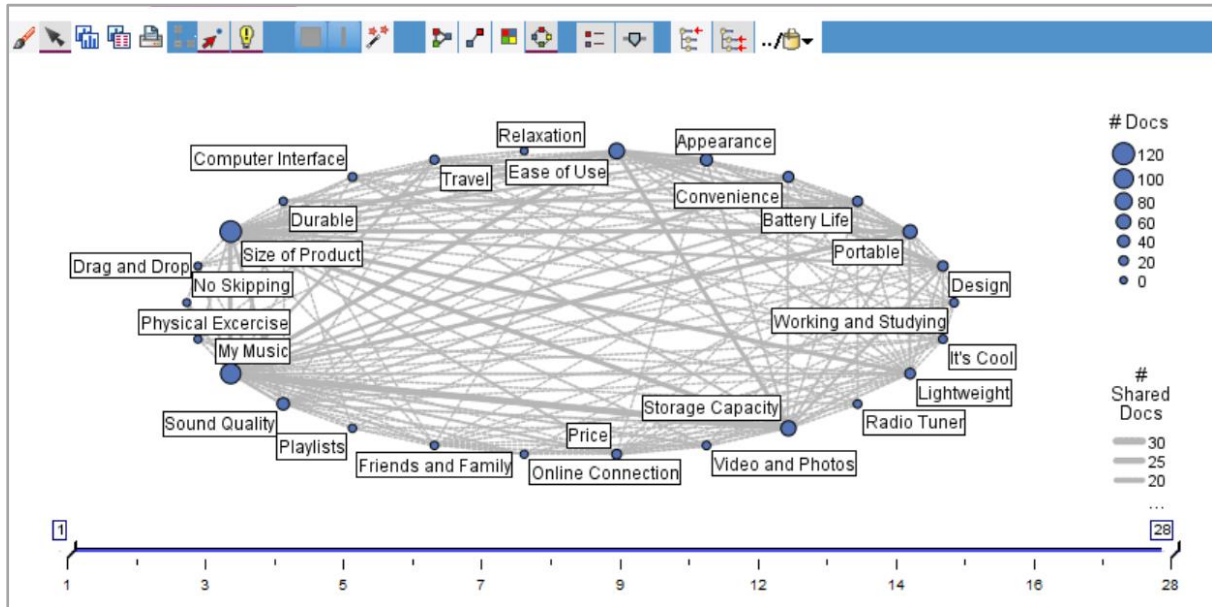 ../
# Docs
120
100
80
60
40
20
0
Relaxation
Appearance
Computer Interface
Travel
Ease of Use
Convenience
Durable
Battery Life
Size of Product
Portable
Drag and Drop
No Skipping
Design
Physical Excercise
Working and Studying
My Music
It's Cool
Lightweight
Storage Capacity
Sound Quality
Radio Tuner
Playlists
Price
Friends and Family
Online Connection
Video and Photos
#
Shared
Docs
30
25
20
...
1
28
1
3
5
7
9
12
14
16
28